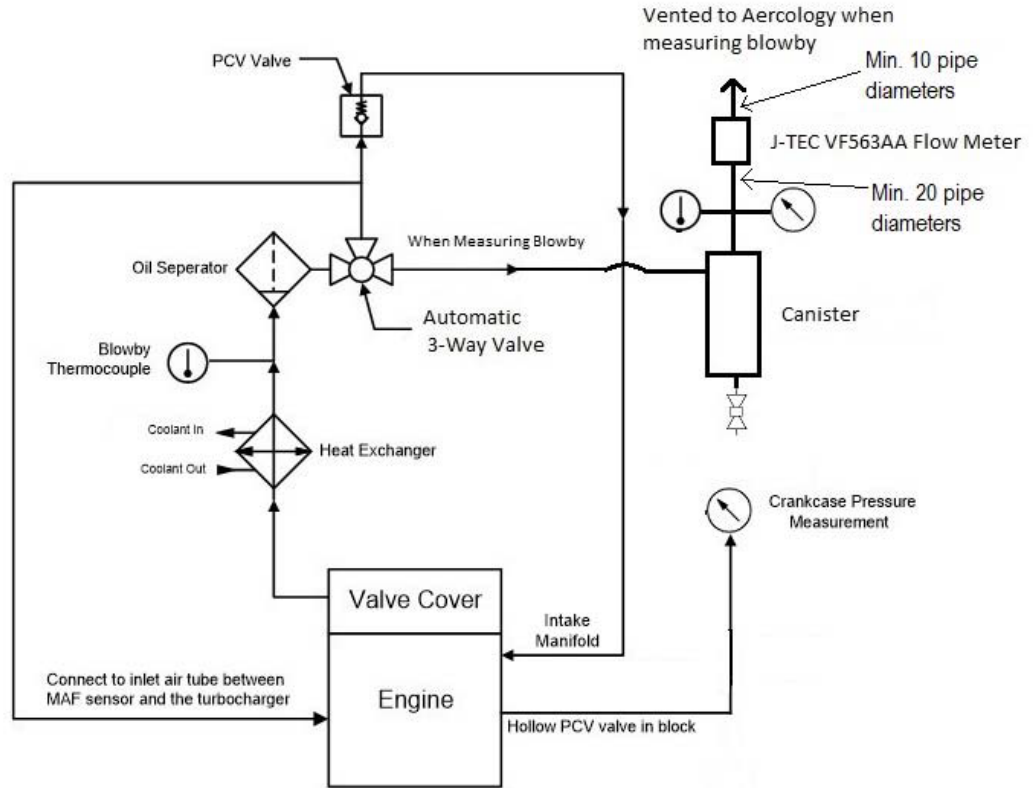 Vented to Aercology when
measuring blowby
PCV Valve
Min. 10 pipe
diameters
J-TEC VF563AA Flow Meter
Min. 20 pipe
diameters
When Measuring Blowby
Oil Seperator
Automatic
3-Way Valve
Canister
Blowby
Thermocouple
Coolant In
Heat Exchanger
Coolant Out
Crankcase Pressure
Measurement
Valve Cover
Intake
Manifold
Connect to inlet air tube between
MAF sensor and the turbocharger
Engine
Hollow PCV valve in block